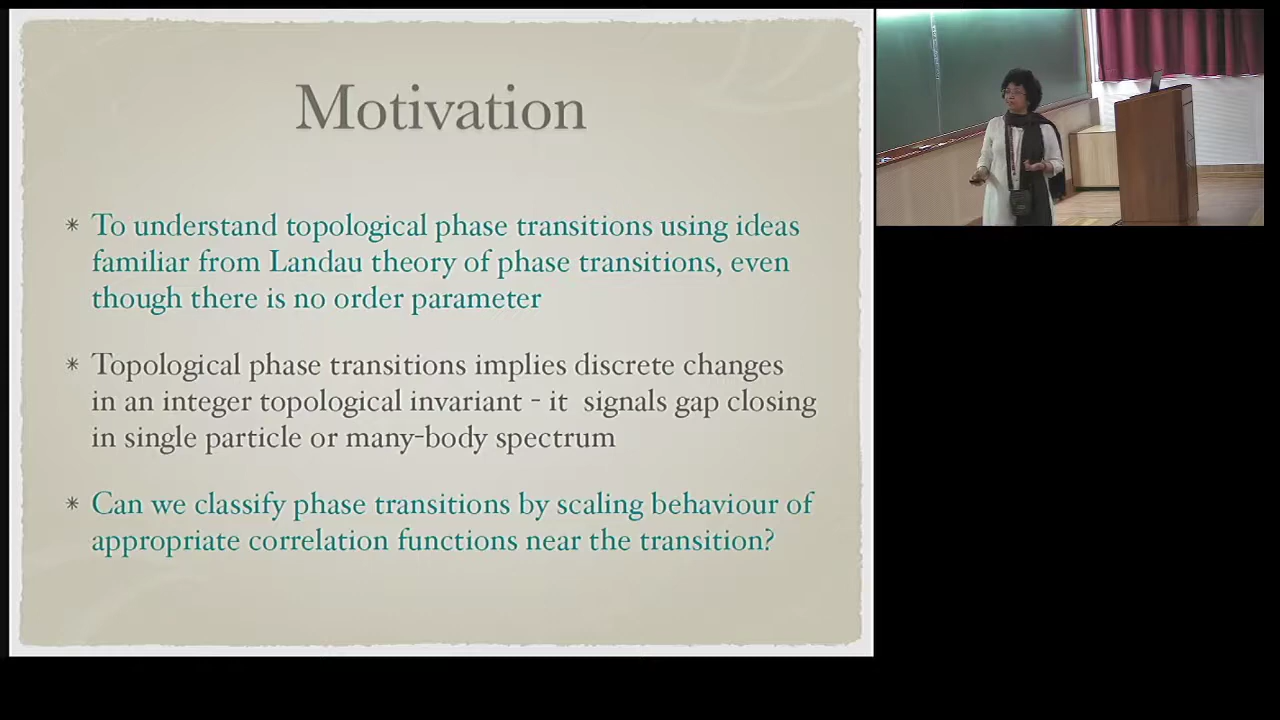 Motivation
* To understand topological phase transitions using ideas
familiar from Landau theory of phase transitions, even
though there is no order parameter
* Topological phase transitions implies discrete changes
in an integer topological invariant - it signals gap closing
in single particle or many-body spectrum
* Can we classify phase transitions by scaling behaviour of
appropriate correlation functions near the transition?